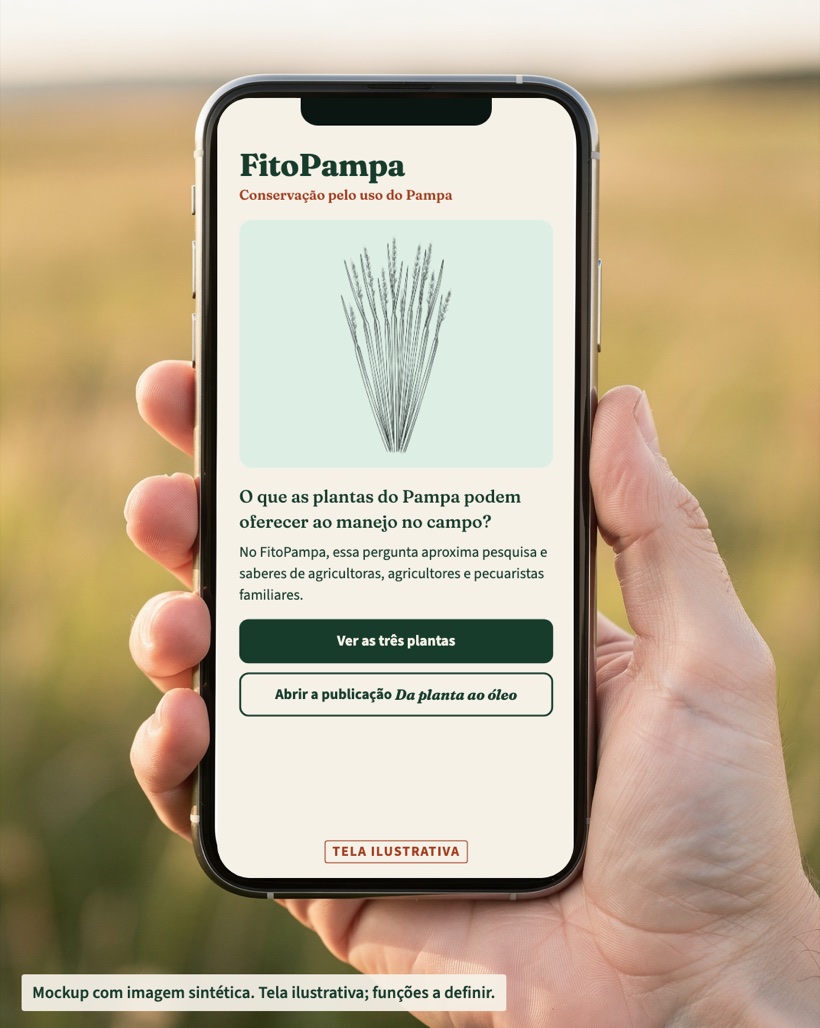 FitoPampa
Conservação pelo uso do Pampa
O que as plantas do Pampa podem
oferecer ao manejo no campo?
No FitoPampa, essa pergunta aproxima pesquisa e
saberes de agricultoras, agricultores e pecuaristas
familiares.
Ver as três plantas
Abrir a publicação Da planta ao óleo
TELA ILUSTRATIVA
Mockup com imagem sintética. Tela ilustrativa; funções a definir.